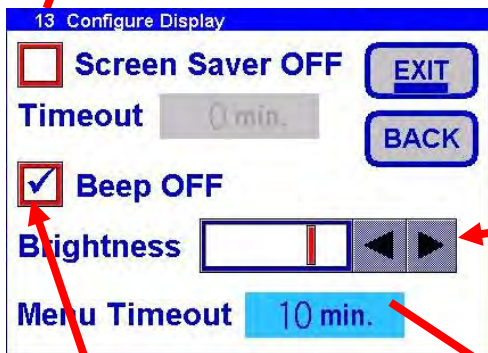 13 Configure Display
Screen Saver OFF
EXIT
Timeout 0 min.
BACK
Beep OFF
Brightness
Menu Timeout 10 min.